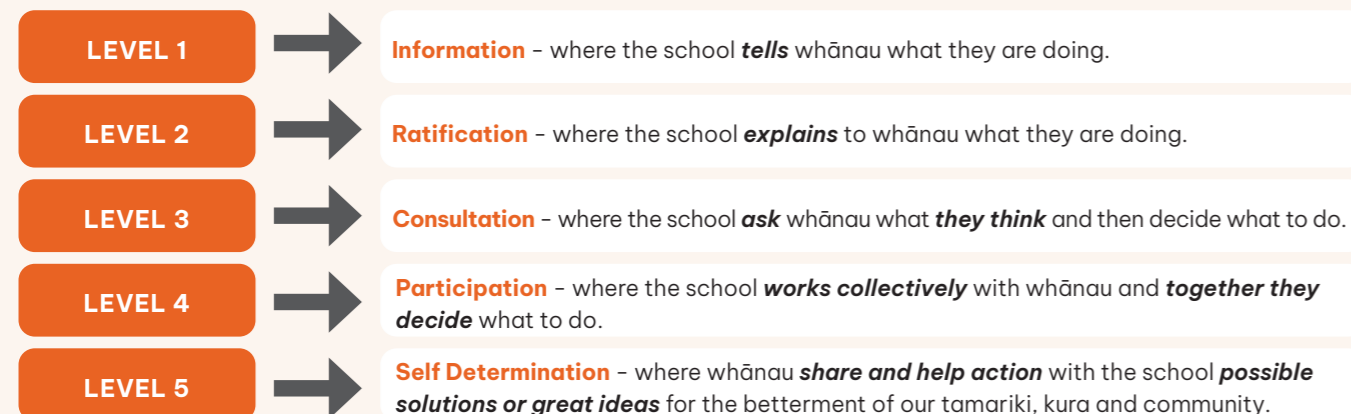 LEVEL 1
Information – where the school tells whānau what they are doing.
LEVEL 2
Ratification – where the school explains to whānau what they are doing.
LEVEL 3
Consultation – where the school ask whānau what they think and then decide what to do.
LEVEL 4
Participation – where the school works collectively with whānau and together they
decide what to do.
LEVEL 5
Self Determination – where whānau share and help action with the school possible
solutions or great ideas for the betterment of our tamariki, kura and community.